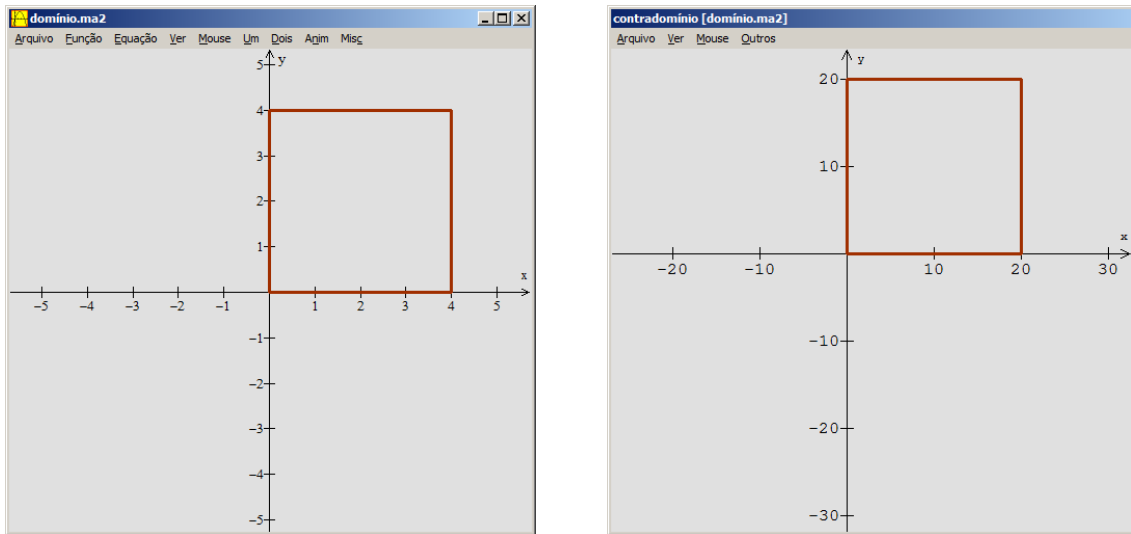 domínio.ma2
Arquivo Função Equação Ver Mouse Um Dois Anim Misc
y
5
4
3
2
1
x
-5 -4 -3 -2 -1 1 2 3 4 5
-1
-2
-3
-4
-5
contradomínio [domínio.ma2]
Arquivo Ver Mouse Outros
y
20
10
x
-20 -10 10 20 30
-10
-20
-30